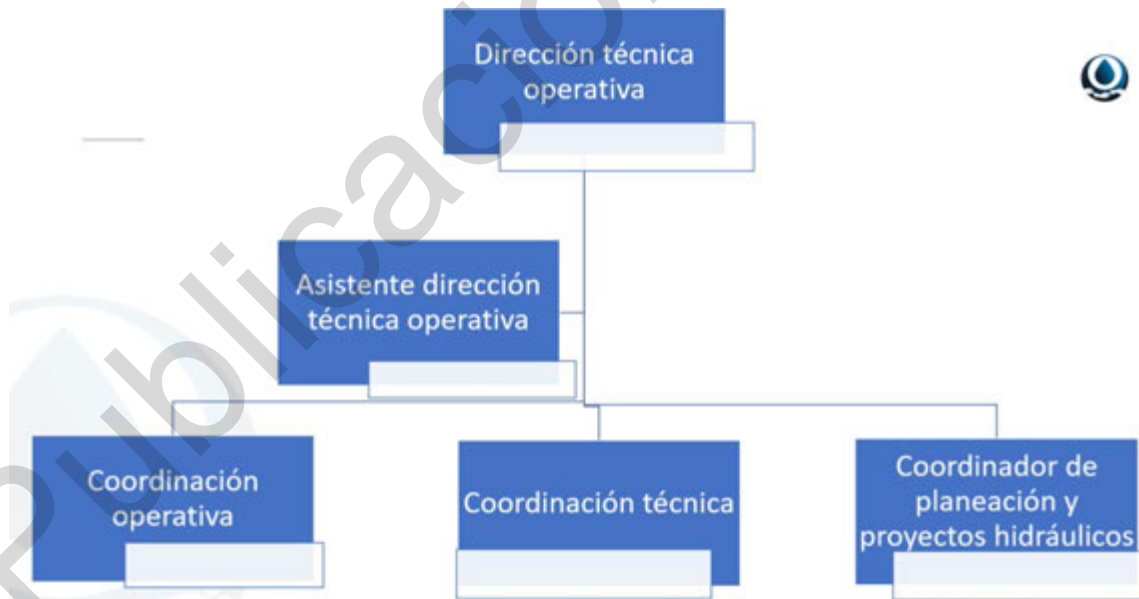 Dirección técnica
operativa
Asistente dirección
técnica operativa
Coordinación
operativa
Coordinación técnica
Coordinador de
planeación y
proyectos hidráulicos